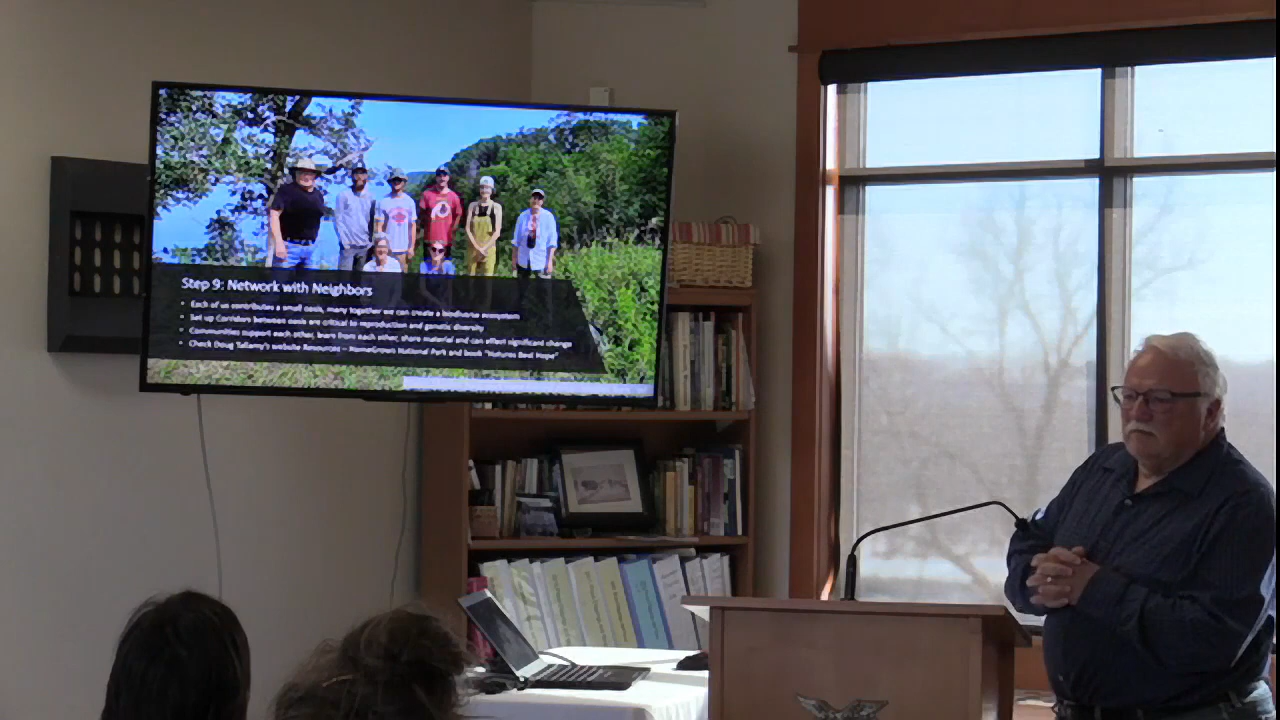 Step 9: Network with Neighbors
• Each of us contributes a small oasis, many together we can create a biodiverse ecosystem
• Set up Corridors between oasis are critical to reproduction and genetic diversity
• Communities support each other, learn from each other, share material and can effect significant change
• Check Doug Tallamy's website Resources – HomeGrown National Park and book "Natures Best Hope"